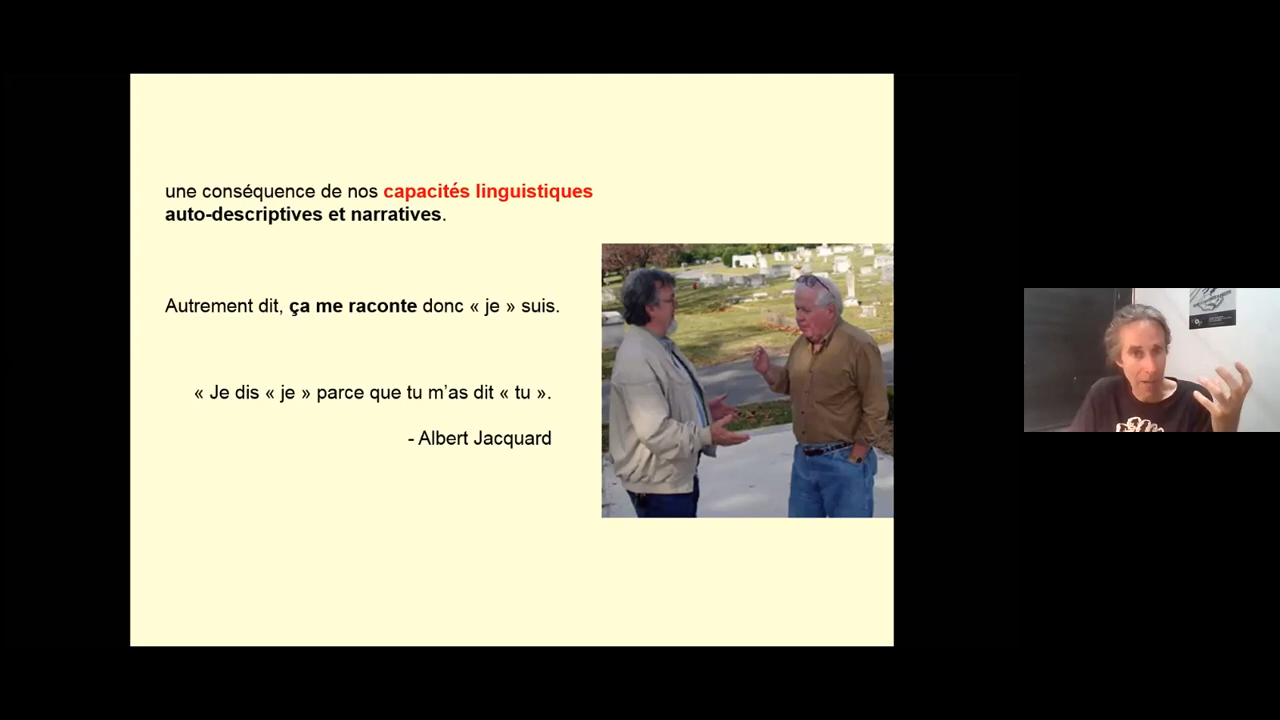 une conséquence de nos capacités linguistiques
auto-descriptives et narratives.
Autrement dit, ça me raconte donc « je » suis.
« Je dis « je » parce que tu m’as dit « tu ».
- Albert Jacquard